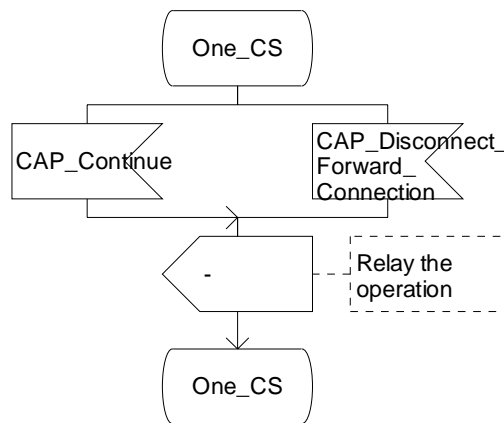 One_CS
CAP_Continue
CAP_Disconnect_
Forward_
Connection
-
Relay the
operation
One_CS